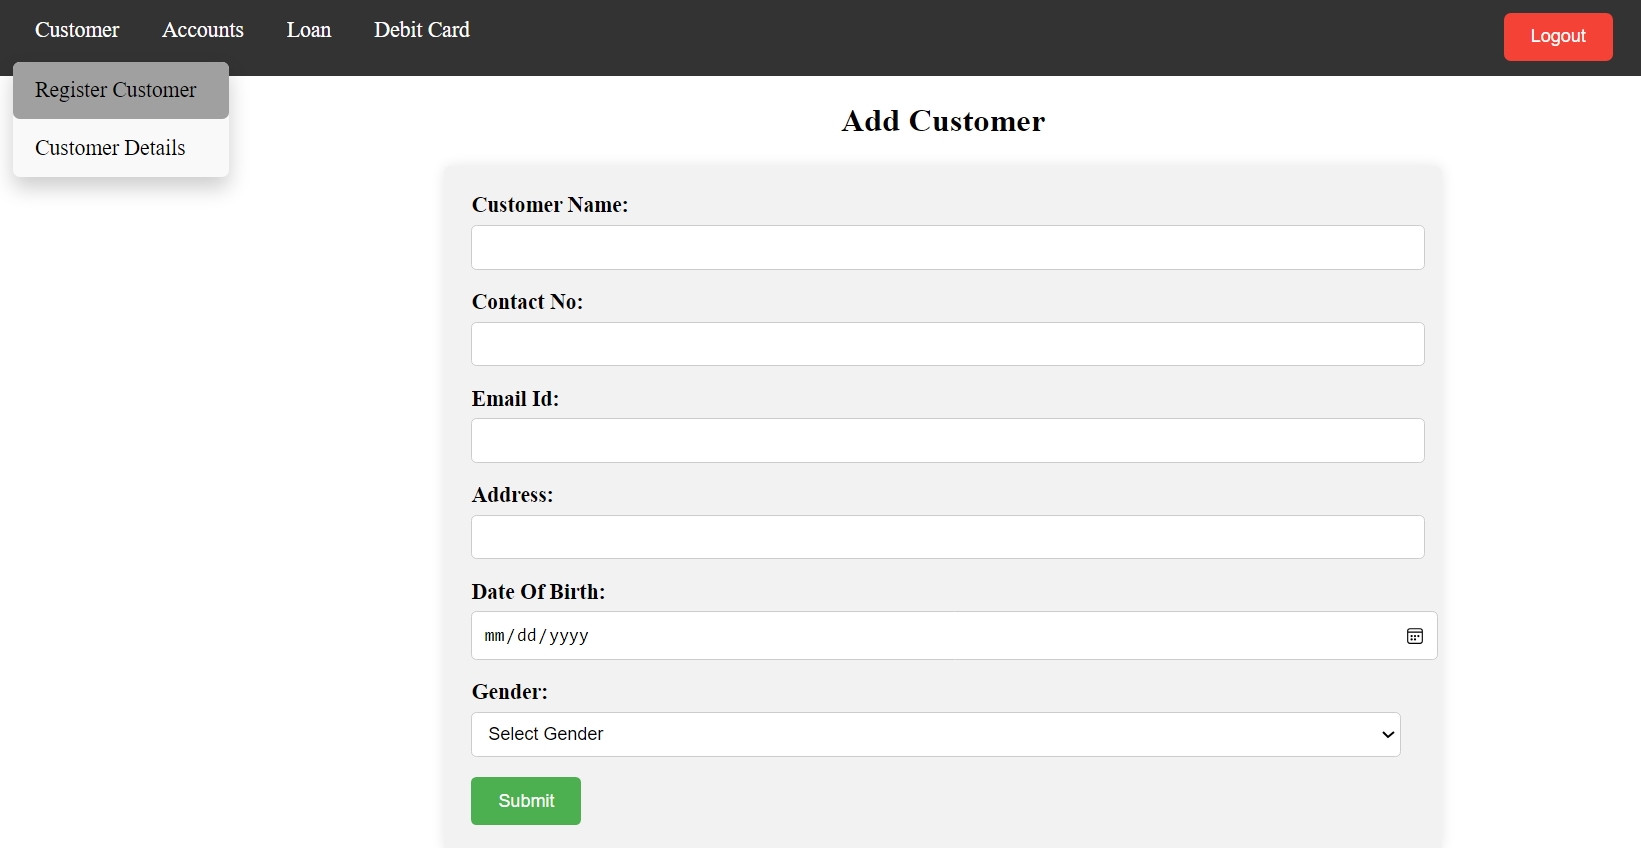 Customer Accounts Loan Debit Card Logout
Register Customer
Customer Details
Add Customer
Customer Name:
Contact No:
Email Id:
Address:
Date Of Birth:
mm/dd/yyyy
Gender:
Select Gender
Submit